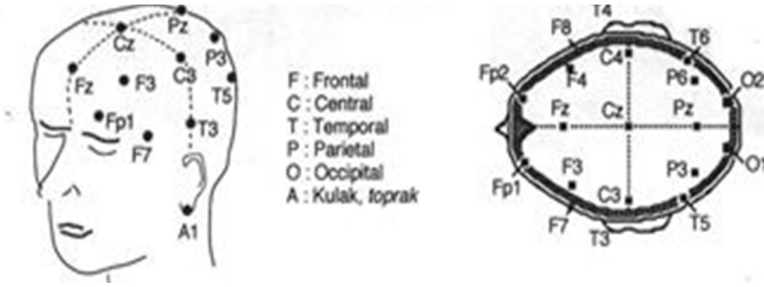 Pz
Cz
P3
Fz
F3
C3
T5
Fp1
T3
F7
A1
F : Frontal
C : Central
T : Temporal
P : Parietal
O : Occipital
A : Kulak, toprak
T4
F8
C4
T6
Fp2
F4
P6
O2
Fz
Cz
Pz
F3
P3
O1
Fp1
C3
F7
T5
T3